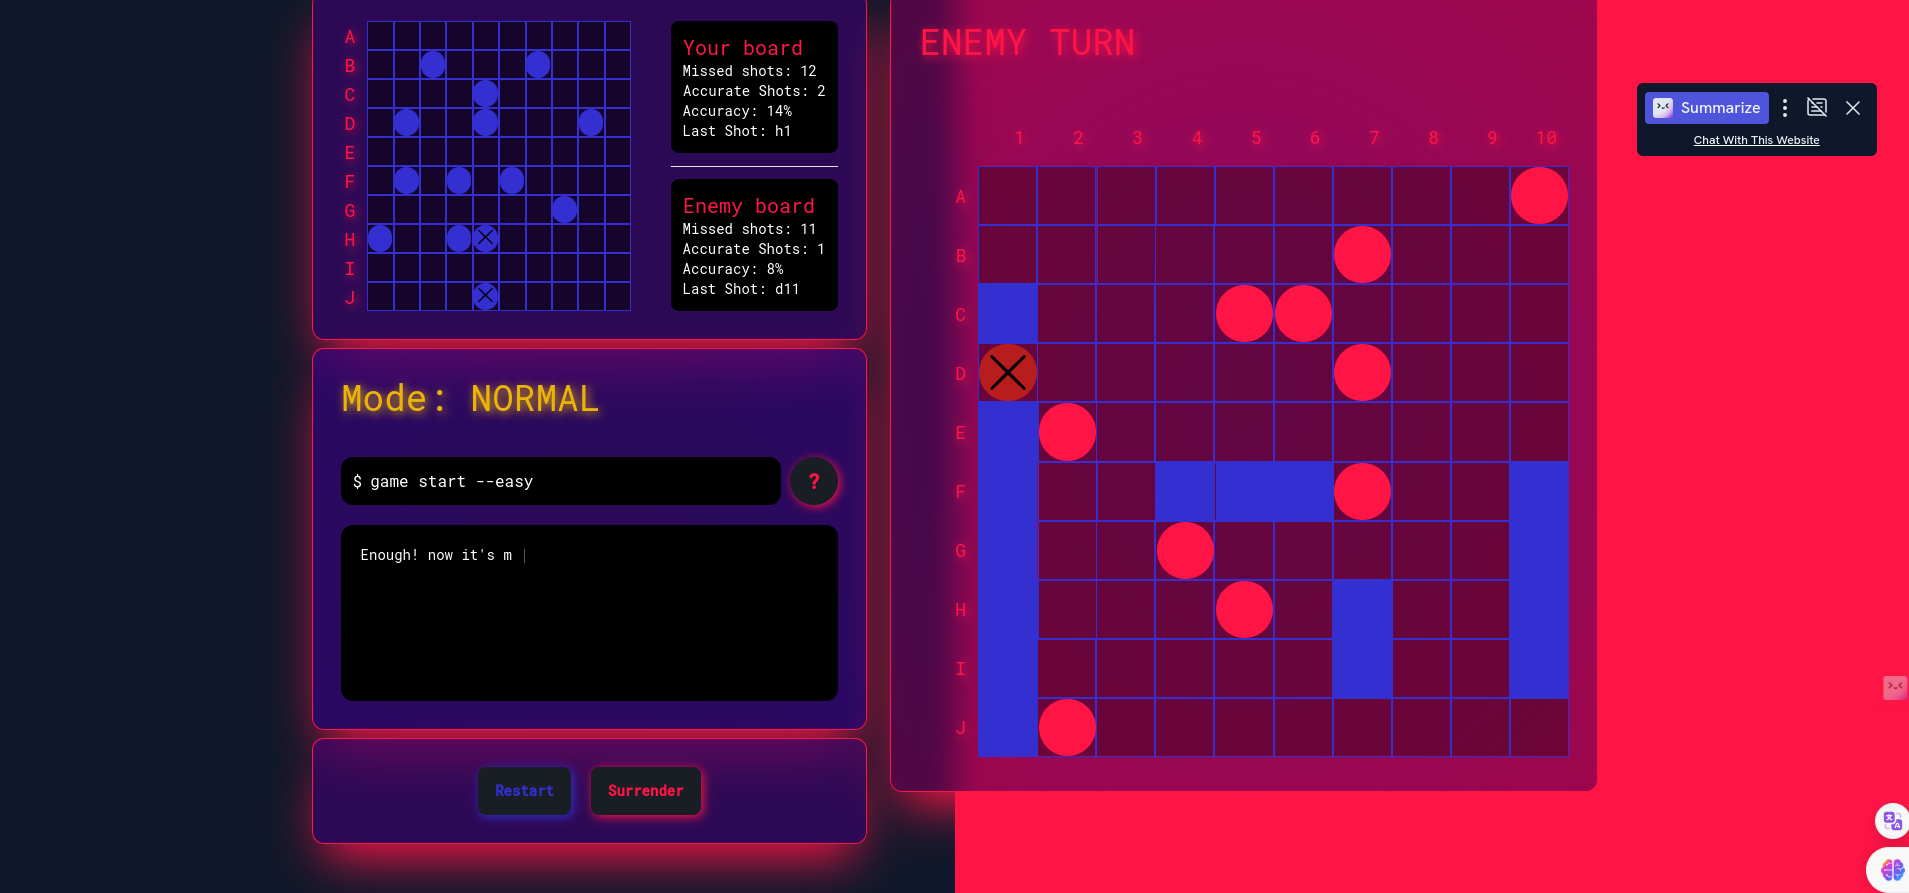 A
B
C
D
E
F
G
H
I
J
Your board
Missed shots: 12
Accurate Shots: 2
Accuracy: 14%
Last Shot: h1
Enemy board
Missed shots: 11
Accurate Shots: 1
Accuracy: 8%
Last Shot: d11
Mode: NORMAL
$ game start --easy
?
Enough! now it's m |
Restart
Surrender
ENEMY TURN
1 2 3 4 5 6 7 8 9 10
A
B
C
D
E
F
G
H
I
J
Summarize
Chat With This Website